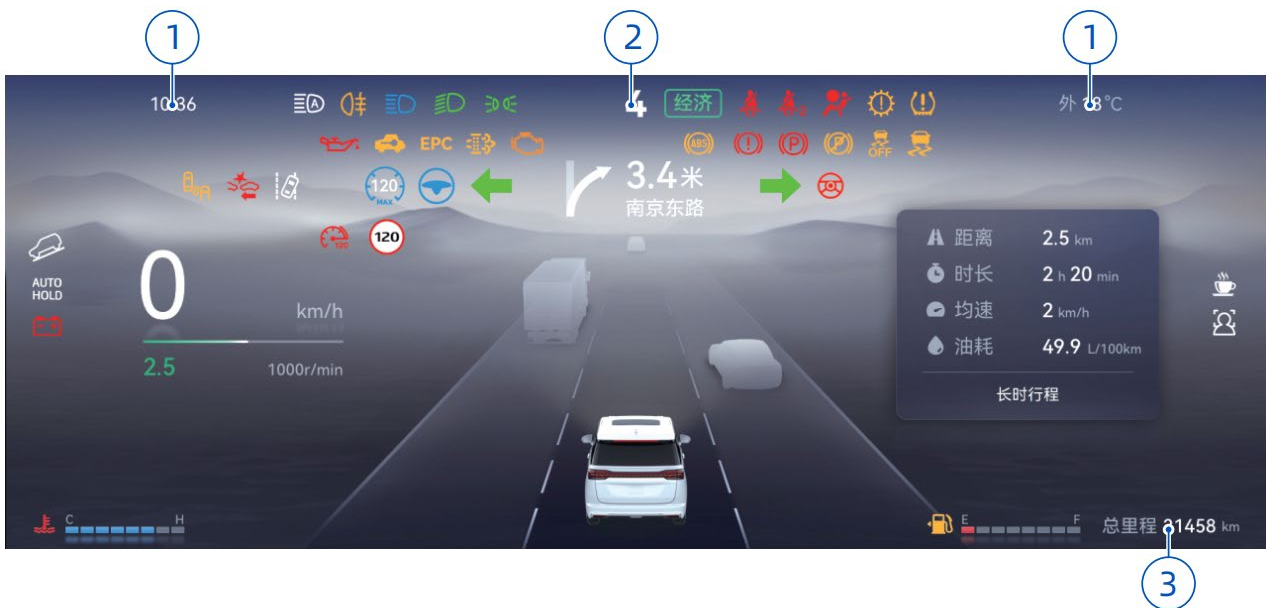 1
2
1
10:36
A
4
经济
外 18°C
EPC
ABS
P
P
OFF
120
MAX
3.4米
南京东路
120
120
距离 2.5 km
时长 2 h 20 min
均速 2 km/h
油耗 49.9 L/100km
长时行程
AUTO
HOLD
0
km/h
2.5
1000r/min
C H
E F
总里程 31458 km
3